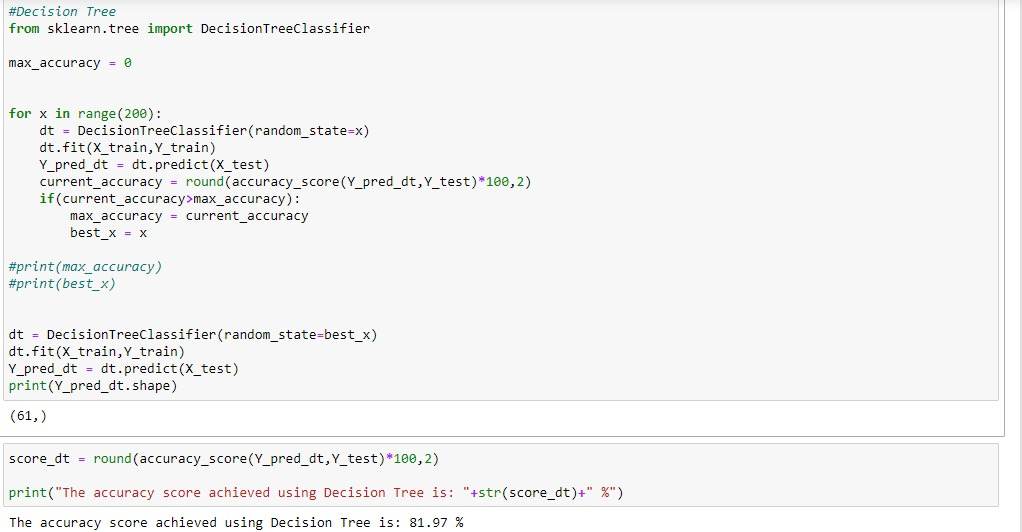 #Decision Tree
from sklearn.tree import DecisionTreeClassifier
max_accuracy = 0
for x in range(200):
    dt = DecisionTreeClassifier(random_state=x)
    dt.fit(X_train,Y_train)
    Y_pred_dt = dt.predict(X_test)
    current_accuracy = round(accuracy_score(Y_pred_dt,Y_test)*100,2)
    if(current_accuracy>max_accuracy):
        max_accuracy = current_accuracy
        best_x = x
#print(max_accuracy)
#print(best_x)
dt = DecisionTreeClassifier(random_state=best_x)
dt.fit(X_train,Y_train)
Y_pred_dt = dt.predict(X_test)
print(Y_pred_dt.shape)
(61,)
score_dt = round(accuracy_score(Y_pred_dt,Y_test)*100,2)
print("The accuracy score achieved using Decision Tree is: "+str(score_dt)+" %")
The accuracy score achieved using Decision Tree is: 81.97 %